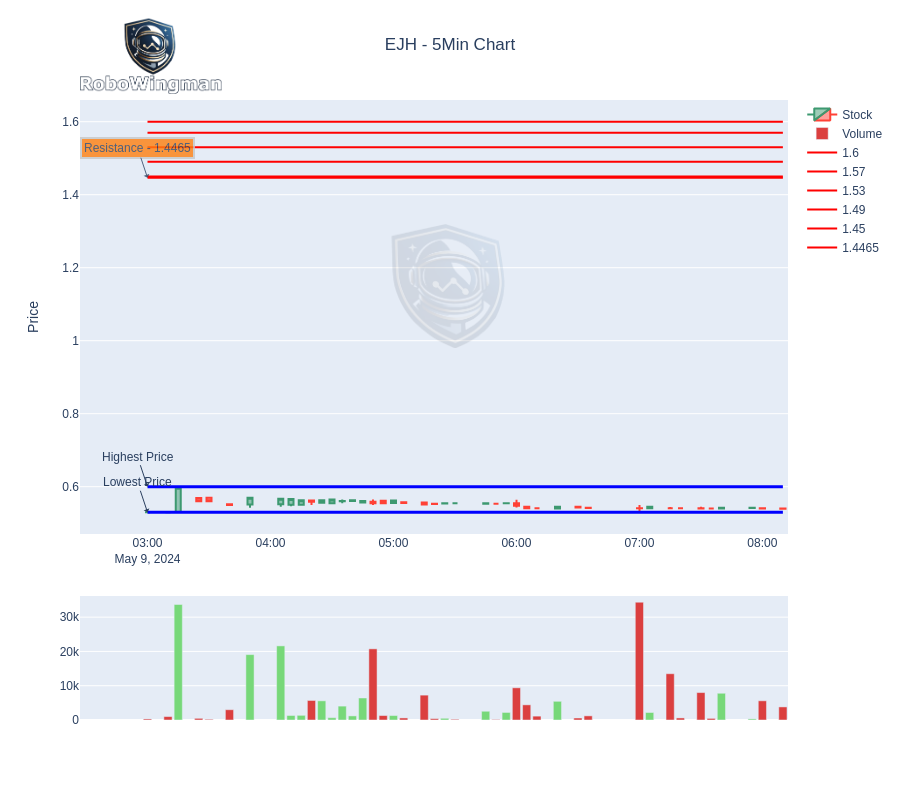 EJH - 5Min Chart
RoboWingman
Stock
Volume
1.6
1.57
1.53
1.49
1.45
1.4465
Price
1.6
1.4
1.2
1
0.8
0.6
Resistance - 1.4465
Highest Price
Lowest Price
03:00
04:00
05:00
06:00
07:00
08:00
May 9, 2024
30k
20k
10k
0